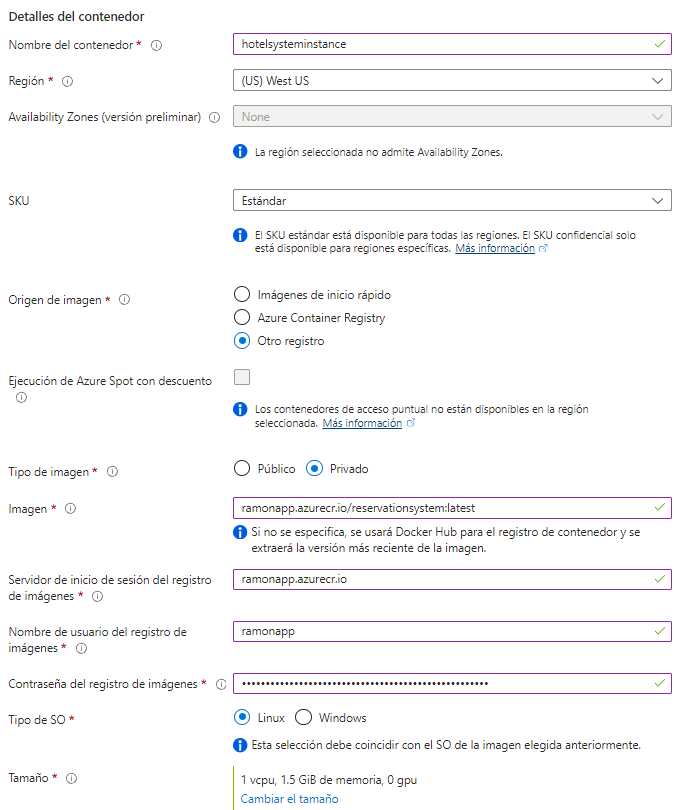 Detalles del contenedor
Nombre del contenedor *
hotelsysteminstance
Región *
(US) West US
Availability Zones (versión preliminar)
None
La región seleccionada no admite Availability Zones.
SKU
Estándar
El SKU estándar está disponible para todas las regiones. El SKU confidencial solo
está disponible para regiones específicas. Más información
Origen de imagen *
Imágenes de inicio rápido
Azure Container Registry
Otro registro
Ejecución de Azure Spot con descuento
Los contenedores de acceso puntual no están disponibles en la región
seleccionada. Más información
Tipo de imagen *
Público
Privado
Imagen *
ramonapp.azurecr.io/reservationsystem:latest
Si no se especifica, se usará Docker Hub para el registro de contenedor y se
extraerá la versión más reciente de la imagen.
Servidor de inicio de sesión del registro
de imágenes *
ramonapp.azurecr.io
Nombre de usuario del registro de
imágenes *
ramonapp
Contraseña del registro de imágenes *
Tipo de SO *
Linux
Windows
Esta selección debe coincidir con el SO de la imagen elegida anteriormente.
Tamaño *
1 vcpu, 1.5 GiB de memoria, 0 gpu
Cambiar el tamaño